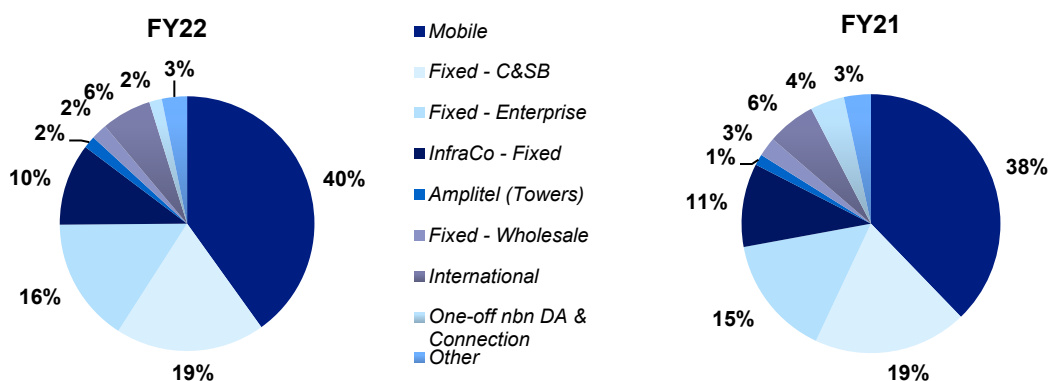 FY22
3%
2%
6%
2%
2%
10%
16%
19%
40%
Mobile
Fixed - C&SB
Fixed - Enterprise
InfraCo - Fixed
Amplitel (Towers)
Fixed - Wholesale
International
One-off nbn DA &
Connection
Other
FY21
3%
4%
6%
3%
1%
11%
15%
19%
38%